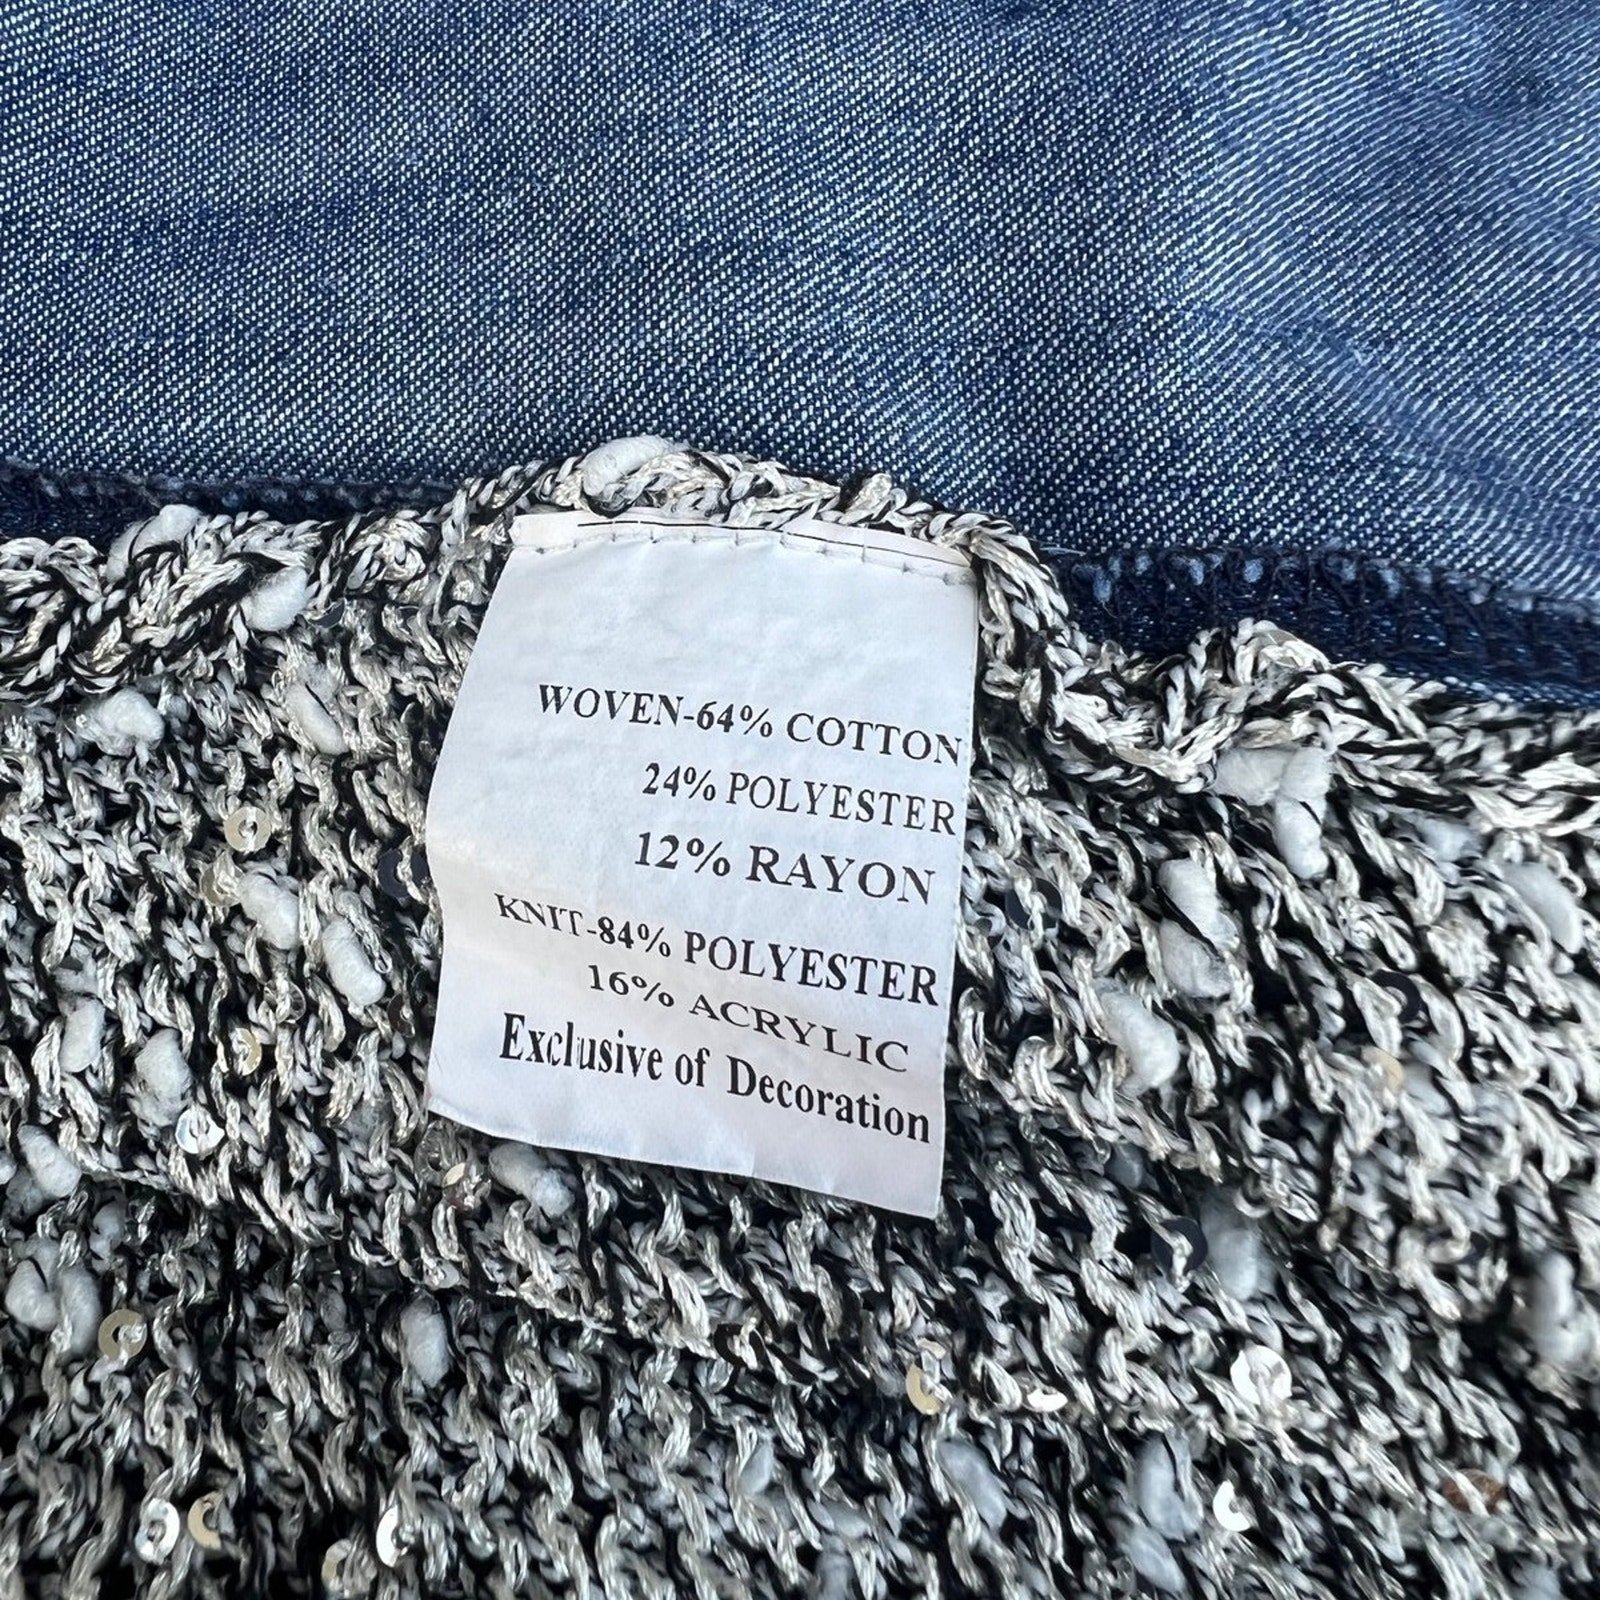 WOVEN-64% COTTON
24% POLYESTER
12% RAYON
KNIT-84% POLYESTER
16% ACRYLIC
Exclusive of Decoration